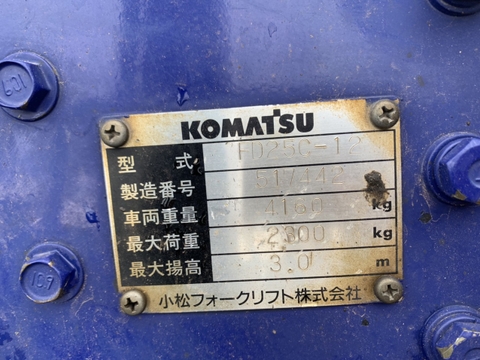 KOMATSU
型式 FD25C-12
製造番号
車両重量 4160 kg
最大荷重 2300 kg
最大揚高 3.0 m
小松フォークリフト株式会社